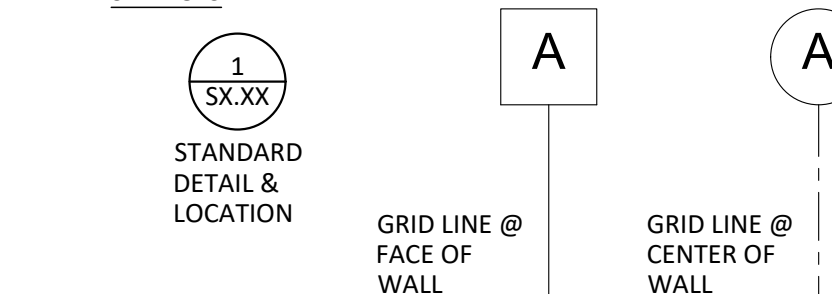 1
SX.XX
STANDARD
DETAIL &
LOCATION
A
GRID LINE @
FACE OF
WALL
A
GRID LINE @
CENTER OF
WALL